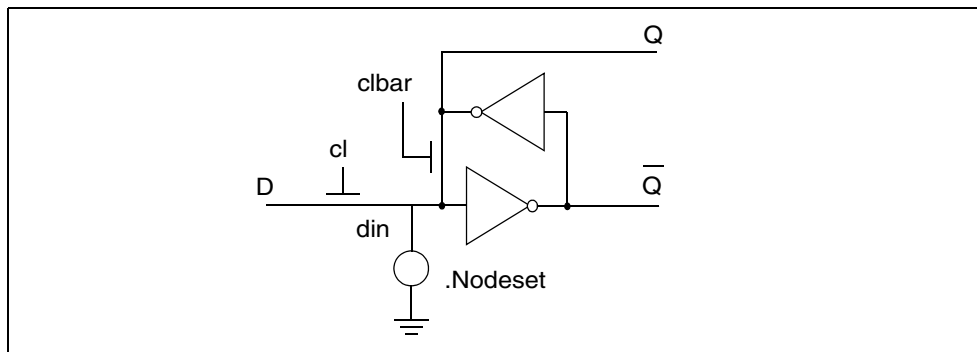 Q
clbar
cl
D
Q̅
din
.Nodeset